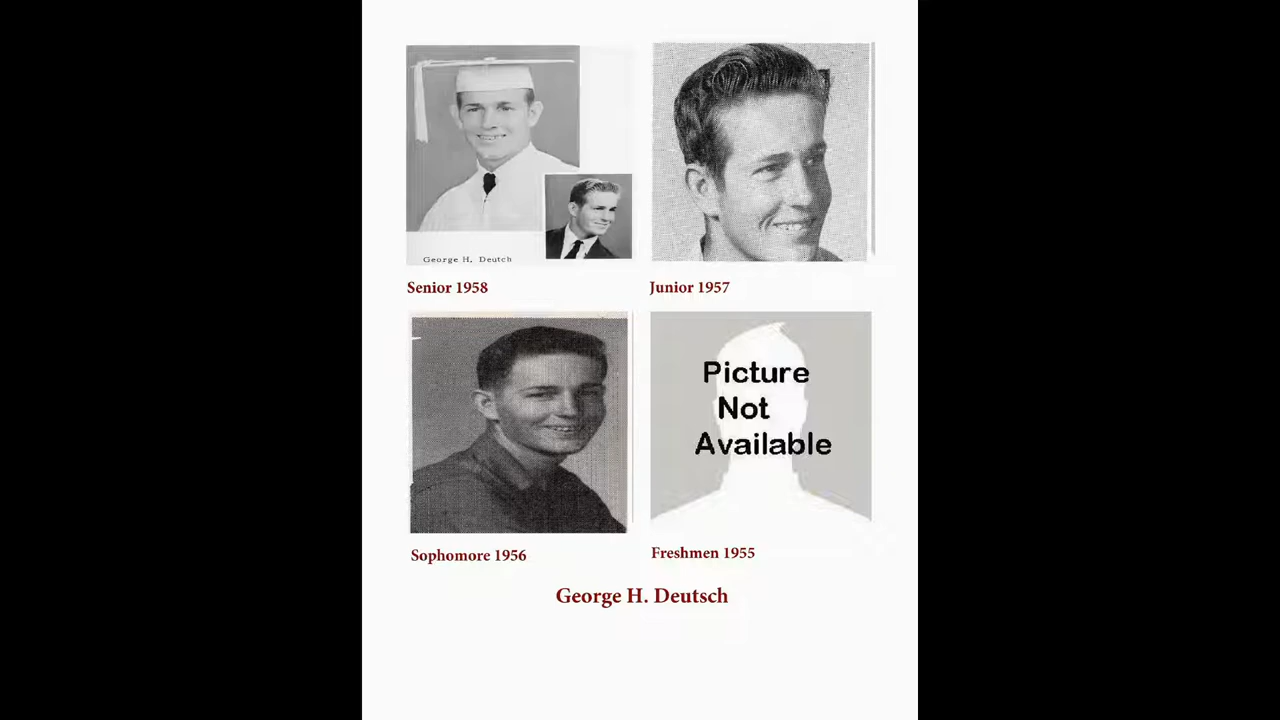 George H. Deutch
Senior 1958
Junior 1957
Picture
Not
Available
Sophomore 1956
Freshmen 1955
George H. Deutsch